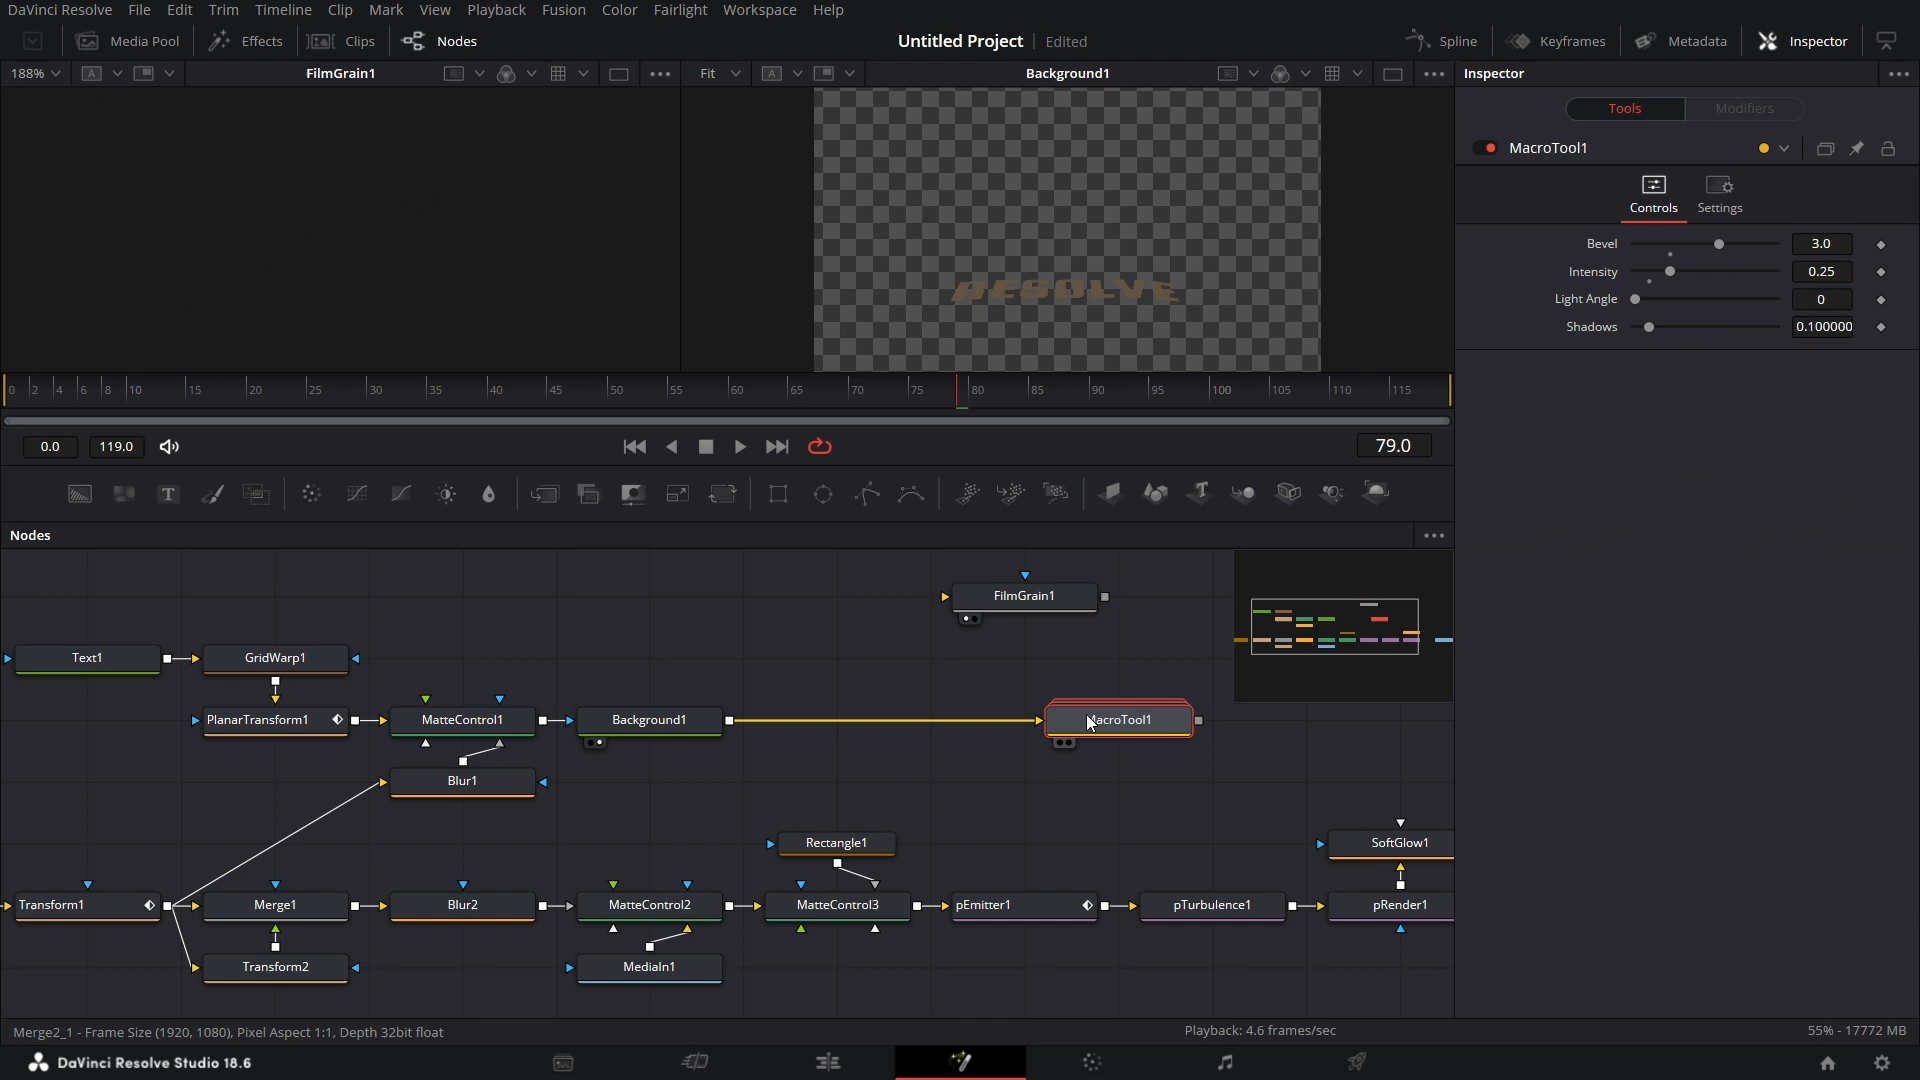 DaVinci Resolve File Edit Trim Timeline Clip Mark View Playback Fusion Color Fairlight Workspace Help
Media Pool Effects Clips Nodes Untitled Project Edited Spline Keyframes Metadata Inspector
188% A FilmGrain1 Fit A Background1 Inspector
Tools Modifiers
MacroTool1
Controls Settings
Bevel 3.0
Intensity 0.25
Light Angle 0
Shadows 0.100000
RESOLVE
0 2 4 6 8 10 15 20 25 30 35 40 45 50 55 60 65 70 75 80 85 90 95 100 105 110 115
0.0 119.0 79.0
T T
Nodes
FilmGrain1
Text1 GridWarp1
PlanarTransform1 MatteControl1 Background1 MacroTool1
Blur1
Rectangle1 SoftGlow1
Transform1 Merge1 Blur2 MatteControl2 MatteControl3 pEmitter1 pTurbulence1 pRender1
Transform2 MediaIn1
Merge2_1 - Frame Size (1920, 1080), Pixel Aspect 1:1, Depth 32bit float Playback: 4.6 frames/sec 55% - 17772 MB
DaVinci Resolve Studio 18.6